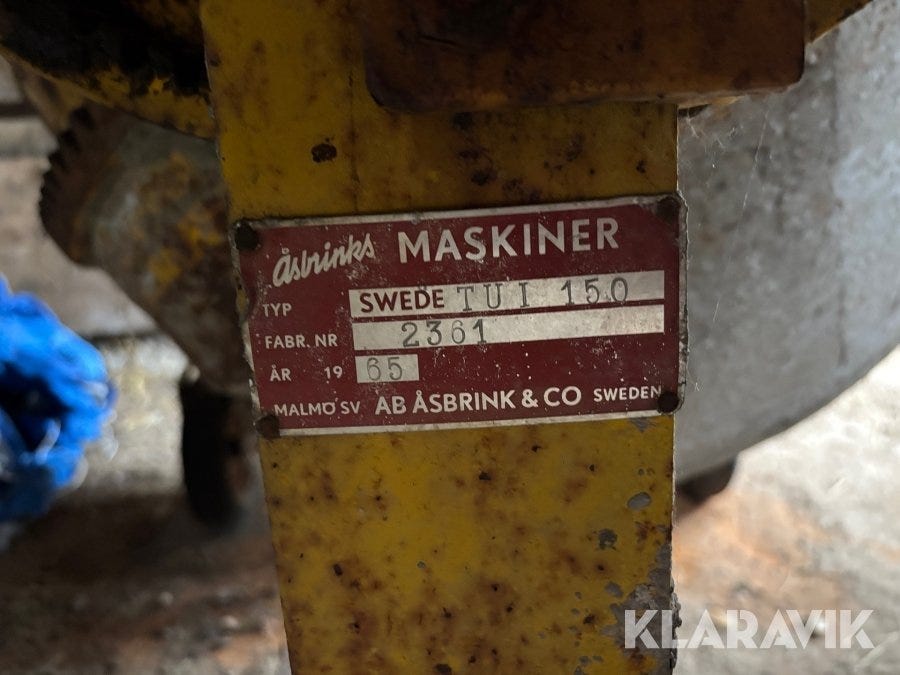 åsbrinks MASKINER
TYP SWEDE TUI 150
FABR. NR 2361
ÅR 19 65
MALMÖ SV AB ÅSBRINK & CO SWEDEN
KLARAVIK